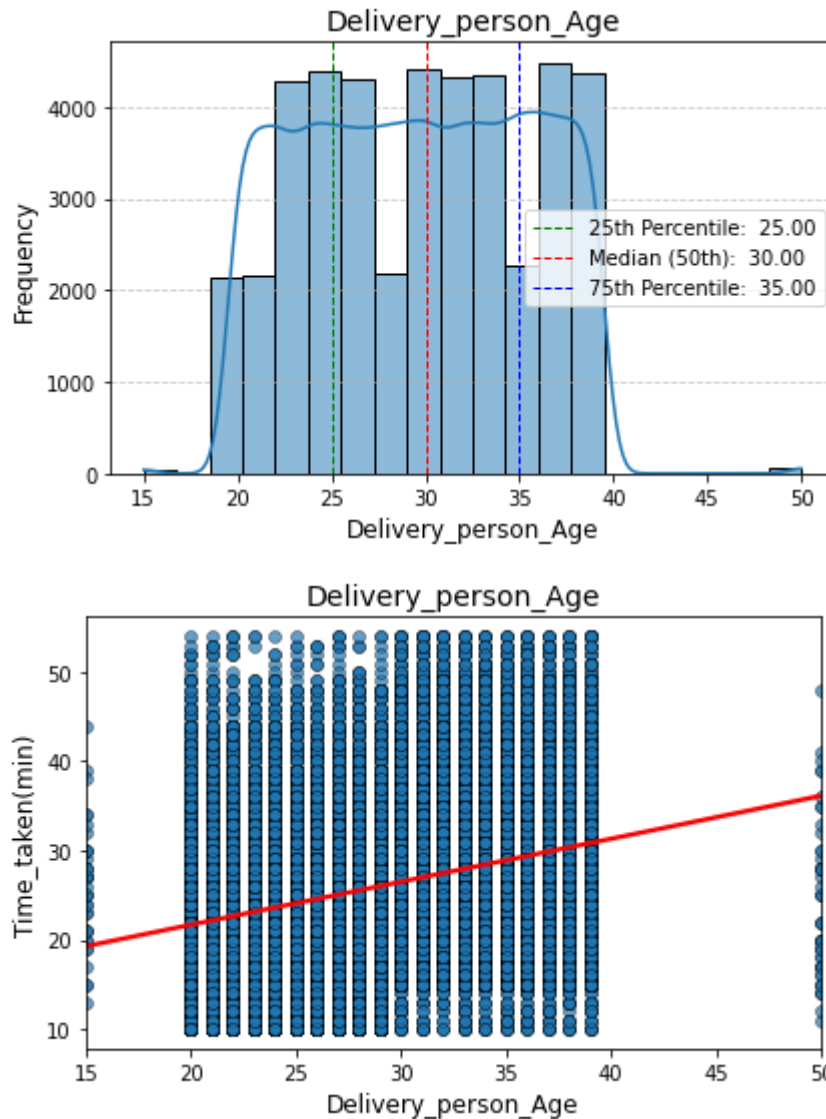 Delivery_person_Age
4000
3000
2000
1000
0
Frequency
25th Percentile: 25.00
Median (50th): 30.00
75th Percentile: 35.00
15 20 25 30 35 40 45 50
Delivery_person_Age
Delivery_person_Age
50
40
30
20
10
Time_taken(min)
15 20 25 30 35 40 45 50
Delivery_person_Age